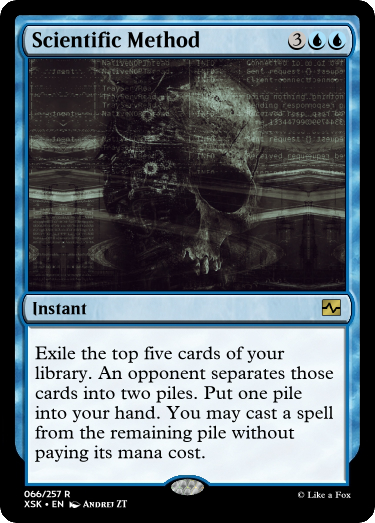 Scientific Method 3
Instant
Exile the top five cards of your
library. An opponent separates those
cards into two piles. Put one pile
into your hand. You may cast a spell
from the remaining pile without
paying its mana cost.
066/257 R
XSK • EN Andrej ZT
© Like a Fox